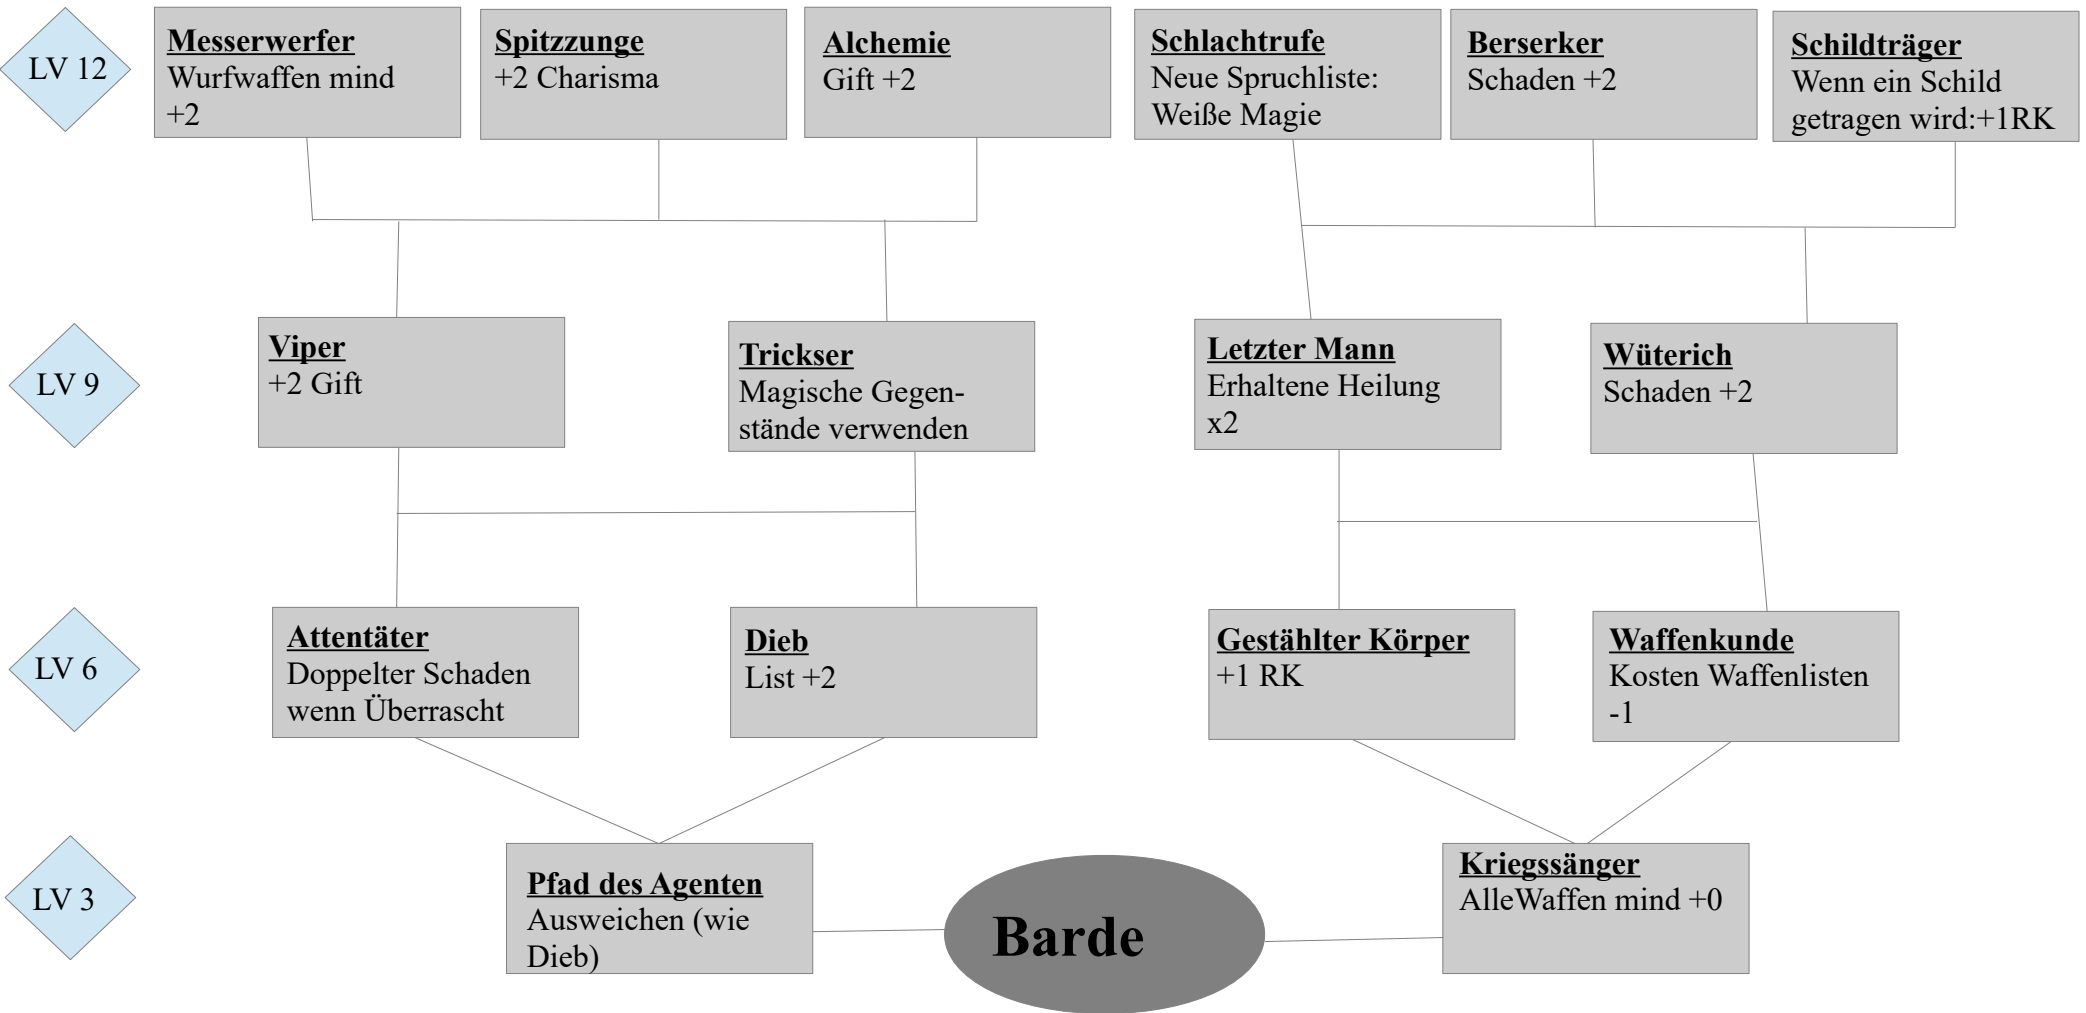 LV 12
Messerwerfer
Wurfwaffen mind
+2
Spitzzunge
+2 Charisma
Alchemie
Gift +2
Schlachtrufe
Neue Spruchliste:
Weiße Magie
Berserker
Schaden +2
Schildträger
Wenn ein Schild
getragen wird:+1RK
LV 9
Viper
+2 Gift
Trickser
Magische Gegen-
stände verwenden
Letzter Mann
Erhaltene Heilung
x2
Wüterich
Schaden +2
LV 6
Attentäter
Doppelter Schaden
wenn Überrascht
Dieb
List +2
Gestählter Körper
+1 RK
Waffenkunde
Kosten Waffenlisten
-1
LV 3
Pfad des Agenten
Ausweichen (wie
Dieb)
Barde
Kriegssänger
AlleWaffen mind +0